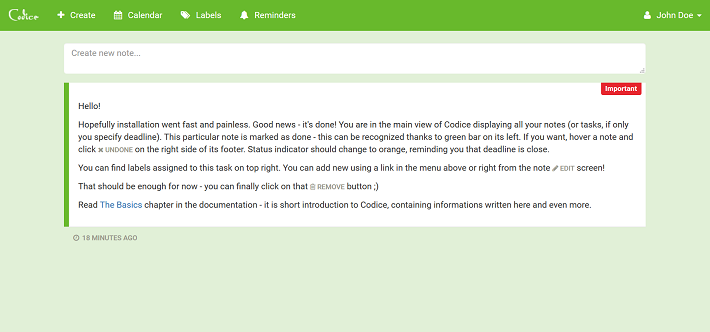 Codice
Create
Calendar
Labels
Reminders
John Doe
Create new note...
Important
Hello!
Hopefully installation went fast and painless. Good news - it's done! You are in the main view of Codice displaying all your notes (or tasks, if only
you specify deadline). This particular note is marked as done - this can be recognized thanks to green bar on its left. If you want, hover a note and
click UNDONE on the right side of its footer. Status indicator should change to orange, reminding you that deadline is close.
You can find labels assigned to this task on top right. You can add new using a link in the menu above or right from the note EDIT screen!
That should be enough for now - you can finally click on that REMOVE button ;)
Read The Basics chapter in the documentation - it is short introduction to Codice, containing informations written here and even more.
18 MINUTES AGO